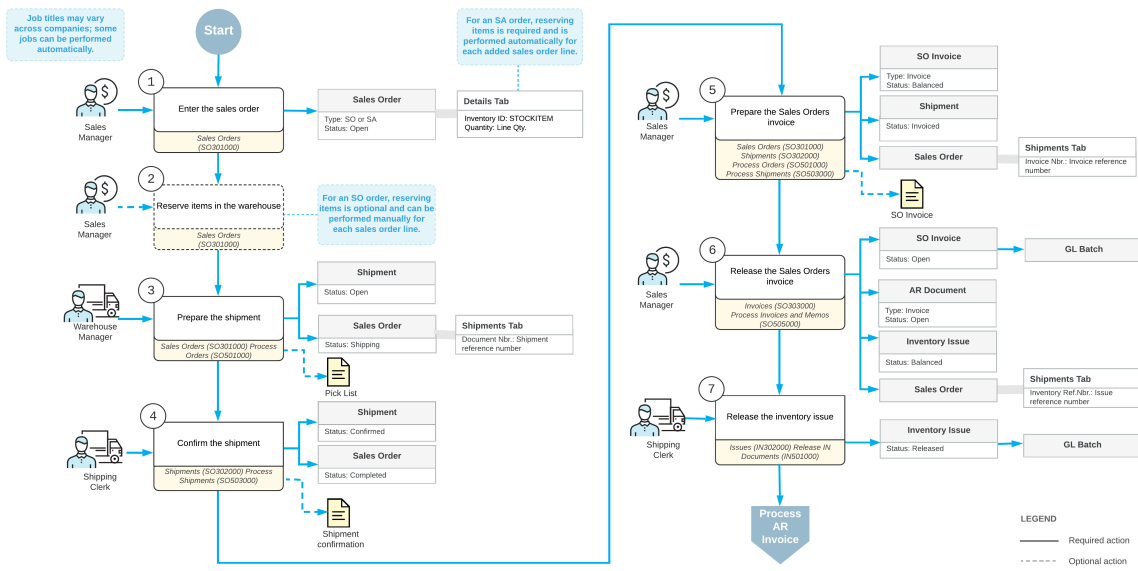 Job titles may vary
across companies; some
jobs can be performed
automatically.
Start
For an SA order, reserving
items is required and is
performed automatically for
each added sales order line.
1
Enter the sales order
Sales Orders
(SO301000)
Sales
Manager
Sales Order
Type: SO or SA
Status: Open
Details Tab
Inventory ID: STOCKITEM
Quantity: Line Qty.
2
Reserve items in the warehouse
Sales Orders
(SO301000)
Sales
Manager
For an SO order, reserving
items is optional and can be
performed manually for
each sales order line.
3
Prepare the shipment
Sales Orders (SO301000) Process
Orders (SO501000)
Warehouse
Manager
Shipment
Status: Open
Sales Order
Status: Shipping
Shipments Tab
Document Nbr.: Shipment
reference number
Pick List
4
Confirm the shipment
Shipments (SO302000) Process
Shipments (SO503000)
Shipping
Clerk
Shipment
Status: Confirmed
Sales Order
Status: Completed
Shipment
confirmation
5
Prepare the Sales Orders
invoice
Sales Orders (SO301000)
Shipments (SO302000)
Process Orders (SO501000)
Process Shipments (SO503000)
Sales
Manager
SO Invoice
Type: Invoice
Status: Balanced
Shipment
Status: Invoiced
Sales Order
Shipments Tab
Invoice Nbr.: Invoice reference
number
SO Invoice
6
Release the Sales Orders
invoice
Invoices (SO303000)
Process Invoices and Memos
(SO505000)
Sales
Manager
SO Invoice
Status: Open
GL Batch
AR Document
Type: Invoice
Status: Open
Inventory Issue
Status: Balanced
Sales Order
Shipments Tab
Inventory Ref.Nbr.: Issue
reference number
7
Release the inventory issue
Issues (IN302000) Release IN
Documents (IN501000)
Shipping
Clerk
Inventory Issue
Status: Released
GL Batch
Process
AR
Invoice
LEGEND
Required action
Optional action